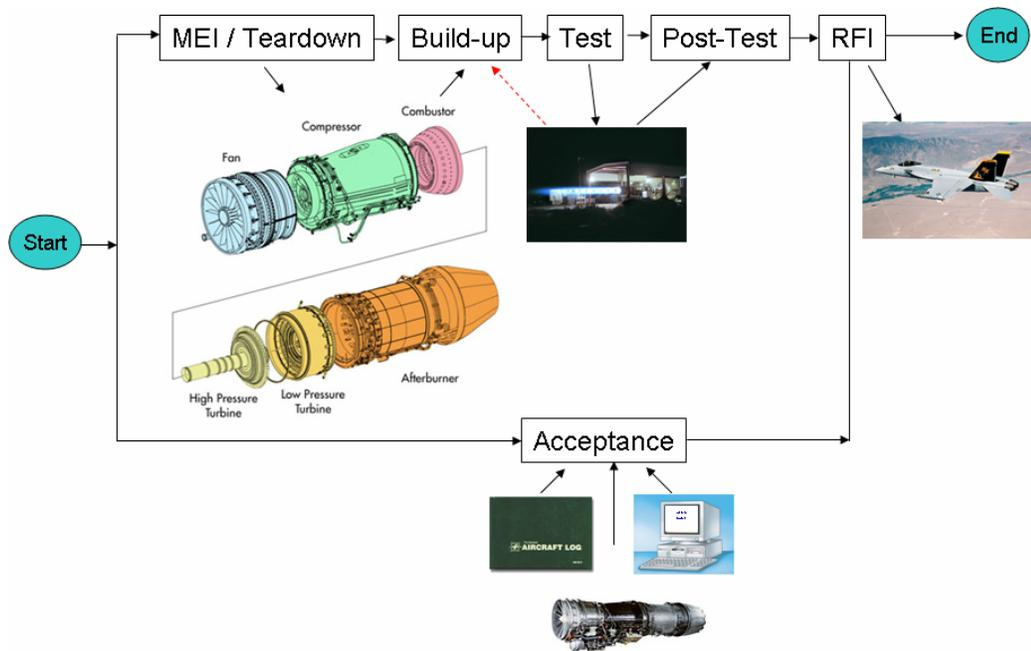 MEI / Teardown
Build-up
Test
Post-Test
RFI
End
Combustor
Compressor
Fan
Start
Afterburner
Low Pressure
Turbine
High Pressure
Turbine
Acceptance
AIRCRAFT LOG